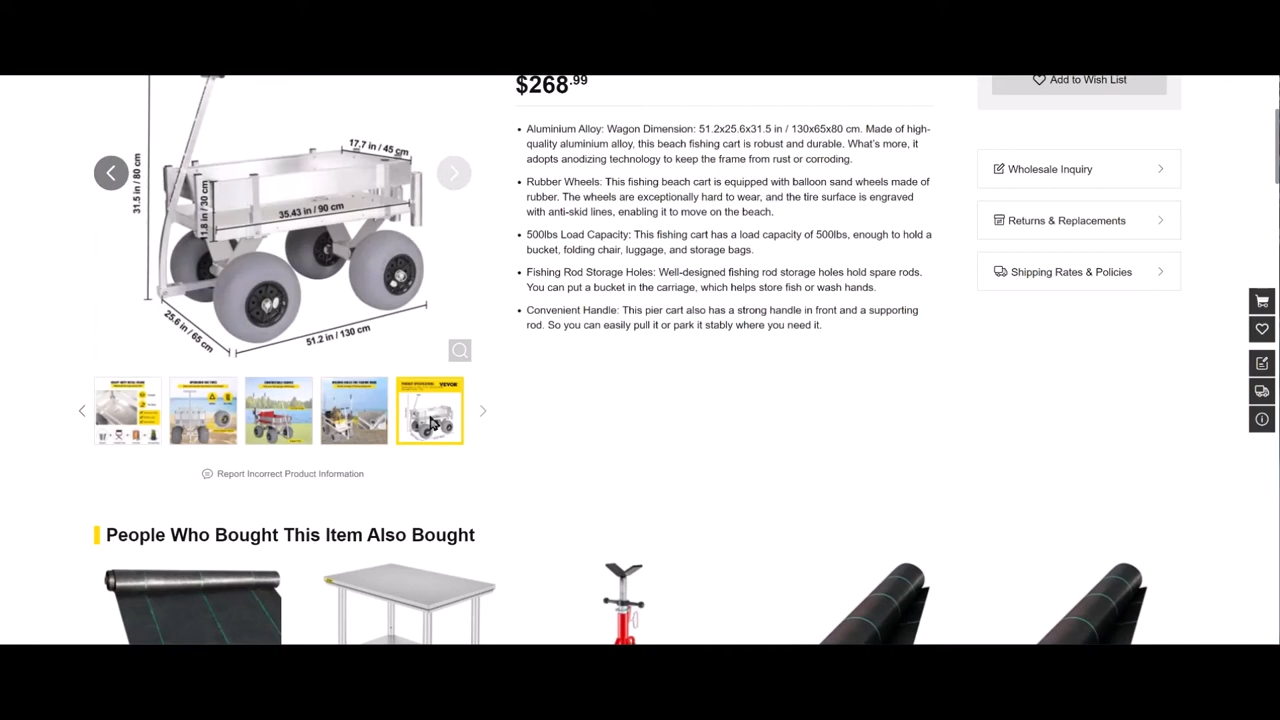 $268.99
Add to Wish List
17.7 in / 45 cm
31.5 in / 80 cm
11.8 in / 30 cm
35.43 in / 90 cm
25.6 in / 65 cm
51.2 in / 130 cm
• Aluminium Alloy: Wagon Dimension: 51.2x25.6x31.5 in / 130x65x80 cm. Made of high-
quality aluminium alloy, this beach fishing cart is robust and durable. What's more, it
adopts anodizing technology to keep the frame from rust or corroding.
• Rubber Wheels: This fishing beach cart is equipped with balloon sand wheels made of
rubber. The wheels are exceptionally hard to wear, and the tire surface is engraved
with anti-skid lines, enabling it to move on the beach.
• 500lbs Load Capacity: This fishing cart has a load capacity of 500lbs, enough to hold a
bucket, folding chair, luggage, and storage bags.
• Fishing Rod Storage Holes: Well-designed fishing rod storage holes hold spare rods.
You can put a bucket in the carriage, which helps store fish or wash hands.
• Convenient Handle: This pier cart also has a strong handle in front and a supporting
rod. So you can easily pull it or park it stably where you need it.
Wholesale Inquiry
Returns & Replacements
Shipping Rates & Policies
VEVOR
Report Incorrect Product Information
People Who Bought This Item Also Bought